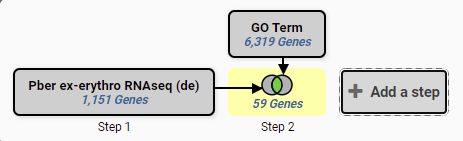 GO Term
6,319 Genes
Pber ex-erythro RNAseq (de)
1,151 Genes
59 Genes
Add a step
Step 1
Step 2